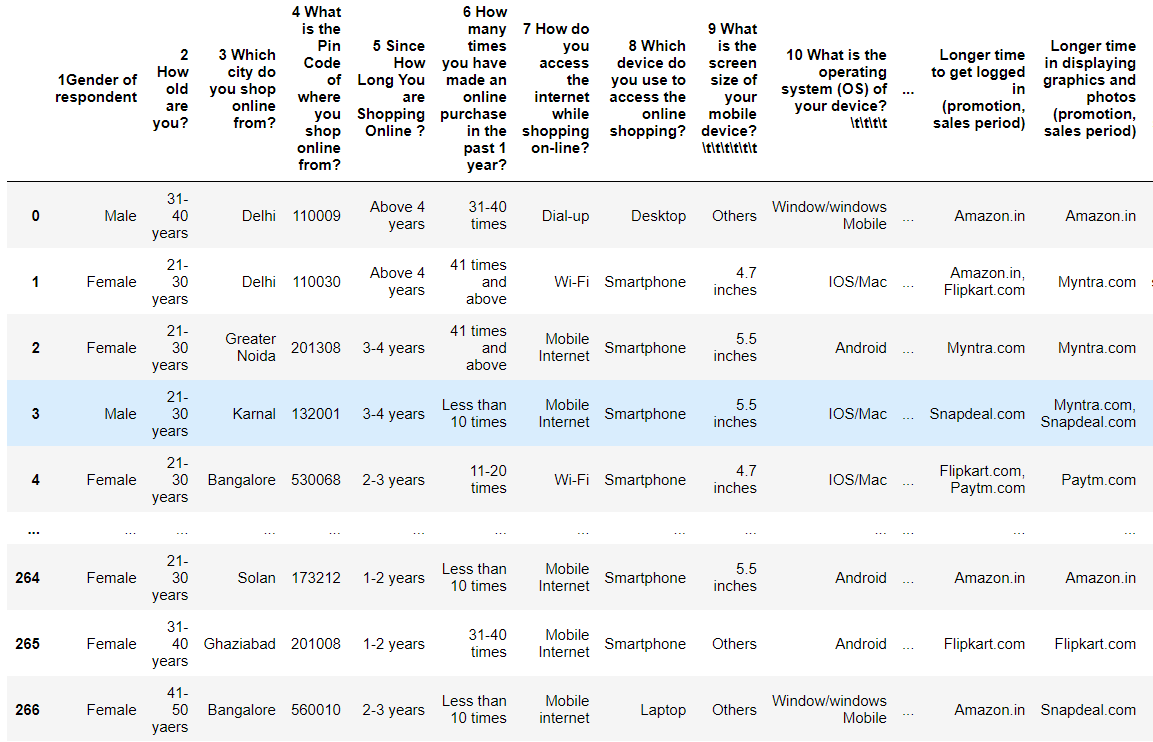 1Gender of respondent
2 How old are you?
3 Which city do you shop online from?
4 What is the Pin Code of where you shop online from?
5 Since How Long You are Shopping Online ?
6 How many times you have made an online purchase in the past 1 year?
7 How do you access the internet while shopping on-line?
8 Which device do you use to access the online shopping?
9 What is the screen size of your mobile device? \t\t\t\t\t\t
10 What is the operating system (OS) of your device? \t\t\t\t
...
Longer time to get logged in (promotion, sales period)
Longer time in displaying graphics and photos (promotion, sales period)
0 Male 31-40 years Delhi 110009 Above 4 years 31-40 times Dial-up Desktop Others Window/windows Mobile ... Amazon.in Amazon.in
1 Female 21-30 years Delhi 110030 Above 4 years 41 times and above Wi-Fi Smartphone 4.7 inches IOS/Mac ... Amazon.in, Flipkart.com Myntra.com
2 Female 21-30 years Greater Noida 201308 3-4 years 41 times and above Mobile Internet Smartphone 5.5 inches Android ... Myntra.com Myntra.com
3 Male 21-30 years Karnal 132001 3-4 years Less than 10 times Mobile Internet Smartphone 5.5 inches IOS/Mac ... Snapdeal.com Myntra.com, Snapdeal.com
4 Female 21-30 years Bangalore 530068 2-3 years 11-20 times Wi-Fi Smartphone 4.7 inches IOS/Mac ... Flipkart.com, Paytm.com Paytm.com
... ... ... ... ... ... ... ... ... ... ... ... ... ...
264 Female 21-30 years Solan 173212 1-2 years Less than 10 times Mobile Internet Smartphone 5.5 inches Android ... Amazon.in Amazon.in
265 Female 31-40 years Ghaziabad 201008 1-2 years 31-40 times Mobile Internet Smartphone Others Android ... Flipkart.com Flipkart.com
266 Female 41-50 yaers Bangalore 560010 2-3 years Less than 10 times Mobile internet Laptop Others Window/windows Mobile ... Amazon.in Snapdeal.com